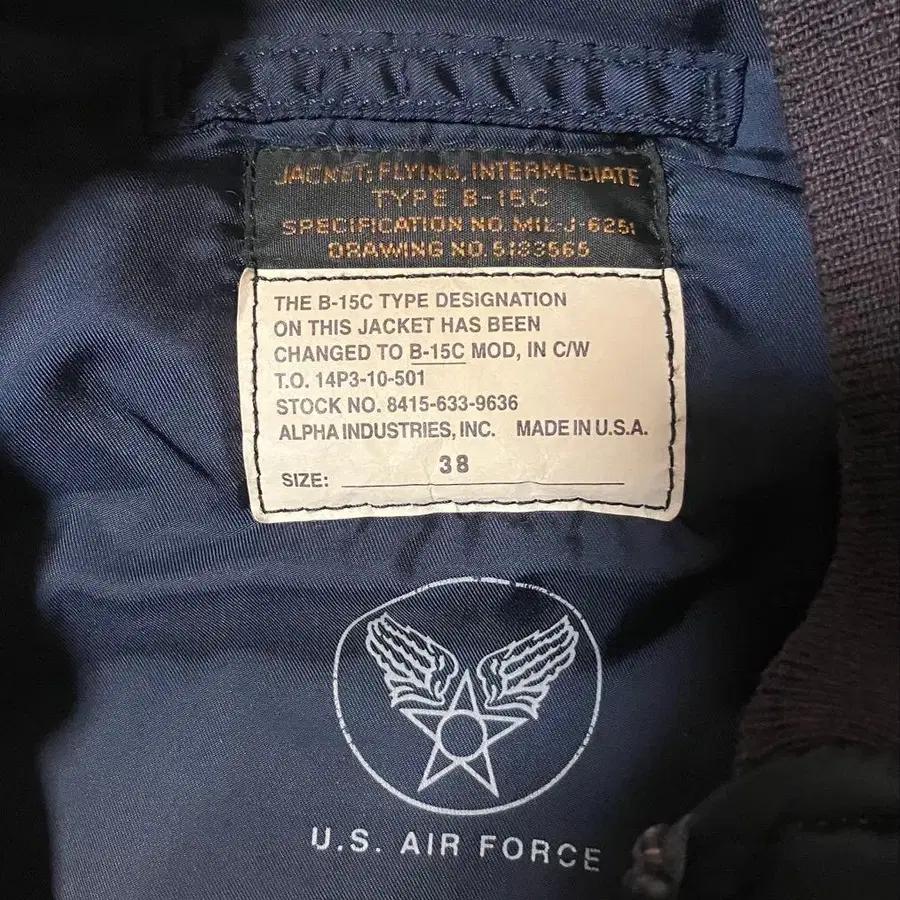 JACKET, FLYING, INTERMEDIATE
TYPE B-15C
SPECIFICATION NO. MIL-J-6251
DRAWING NO. 5133565
THE B-15C TYPE DESIGNATION
ON THIS JACKET HAS BEEN
CHANGED TO B-15C MOD, IN C/W
T.O. 14P3-10-501
STOCK NO. 8415-633-9636
ALPHA INDUSTRIES, INC. MADE IN U.S.A.
SIZE: 38
U.S. AIR FORCE